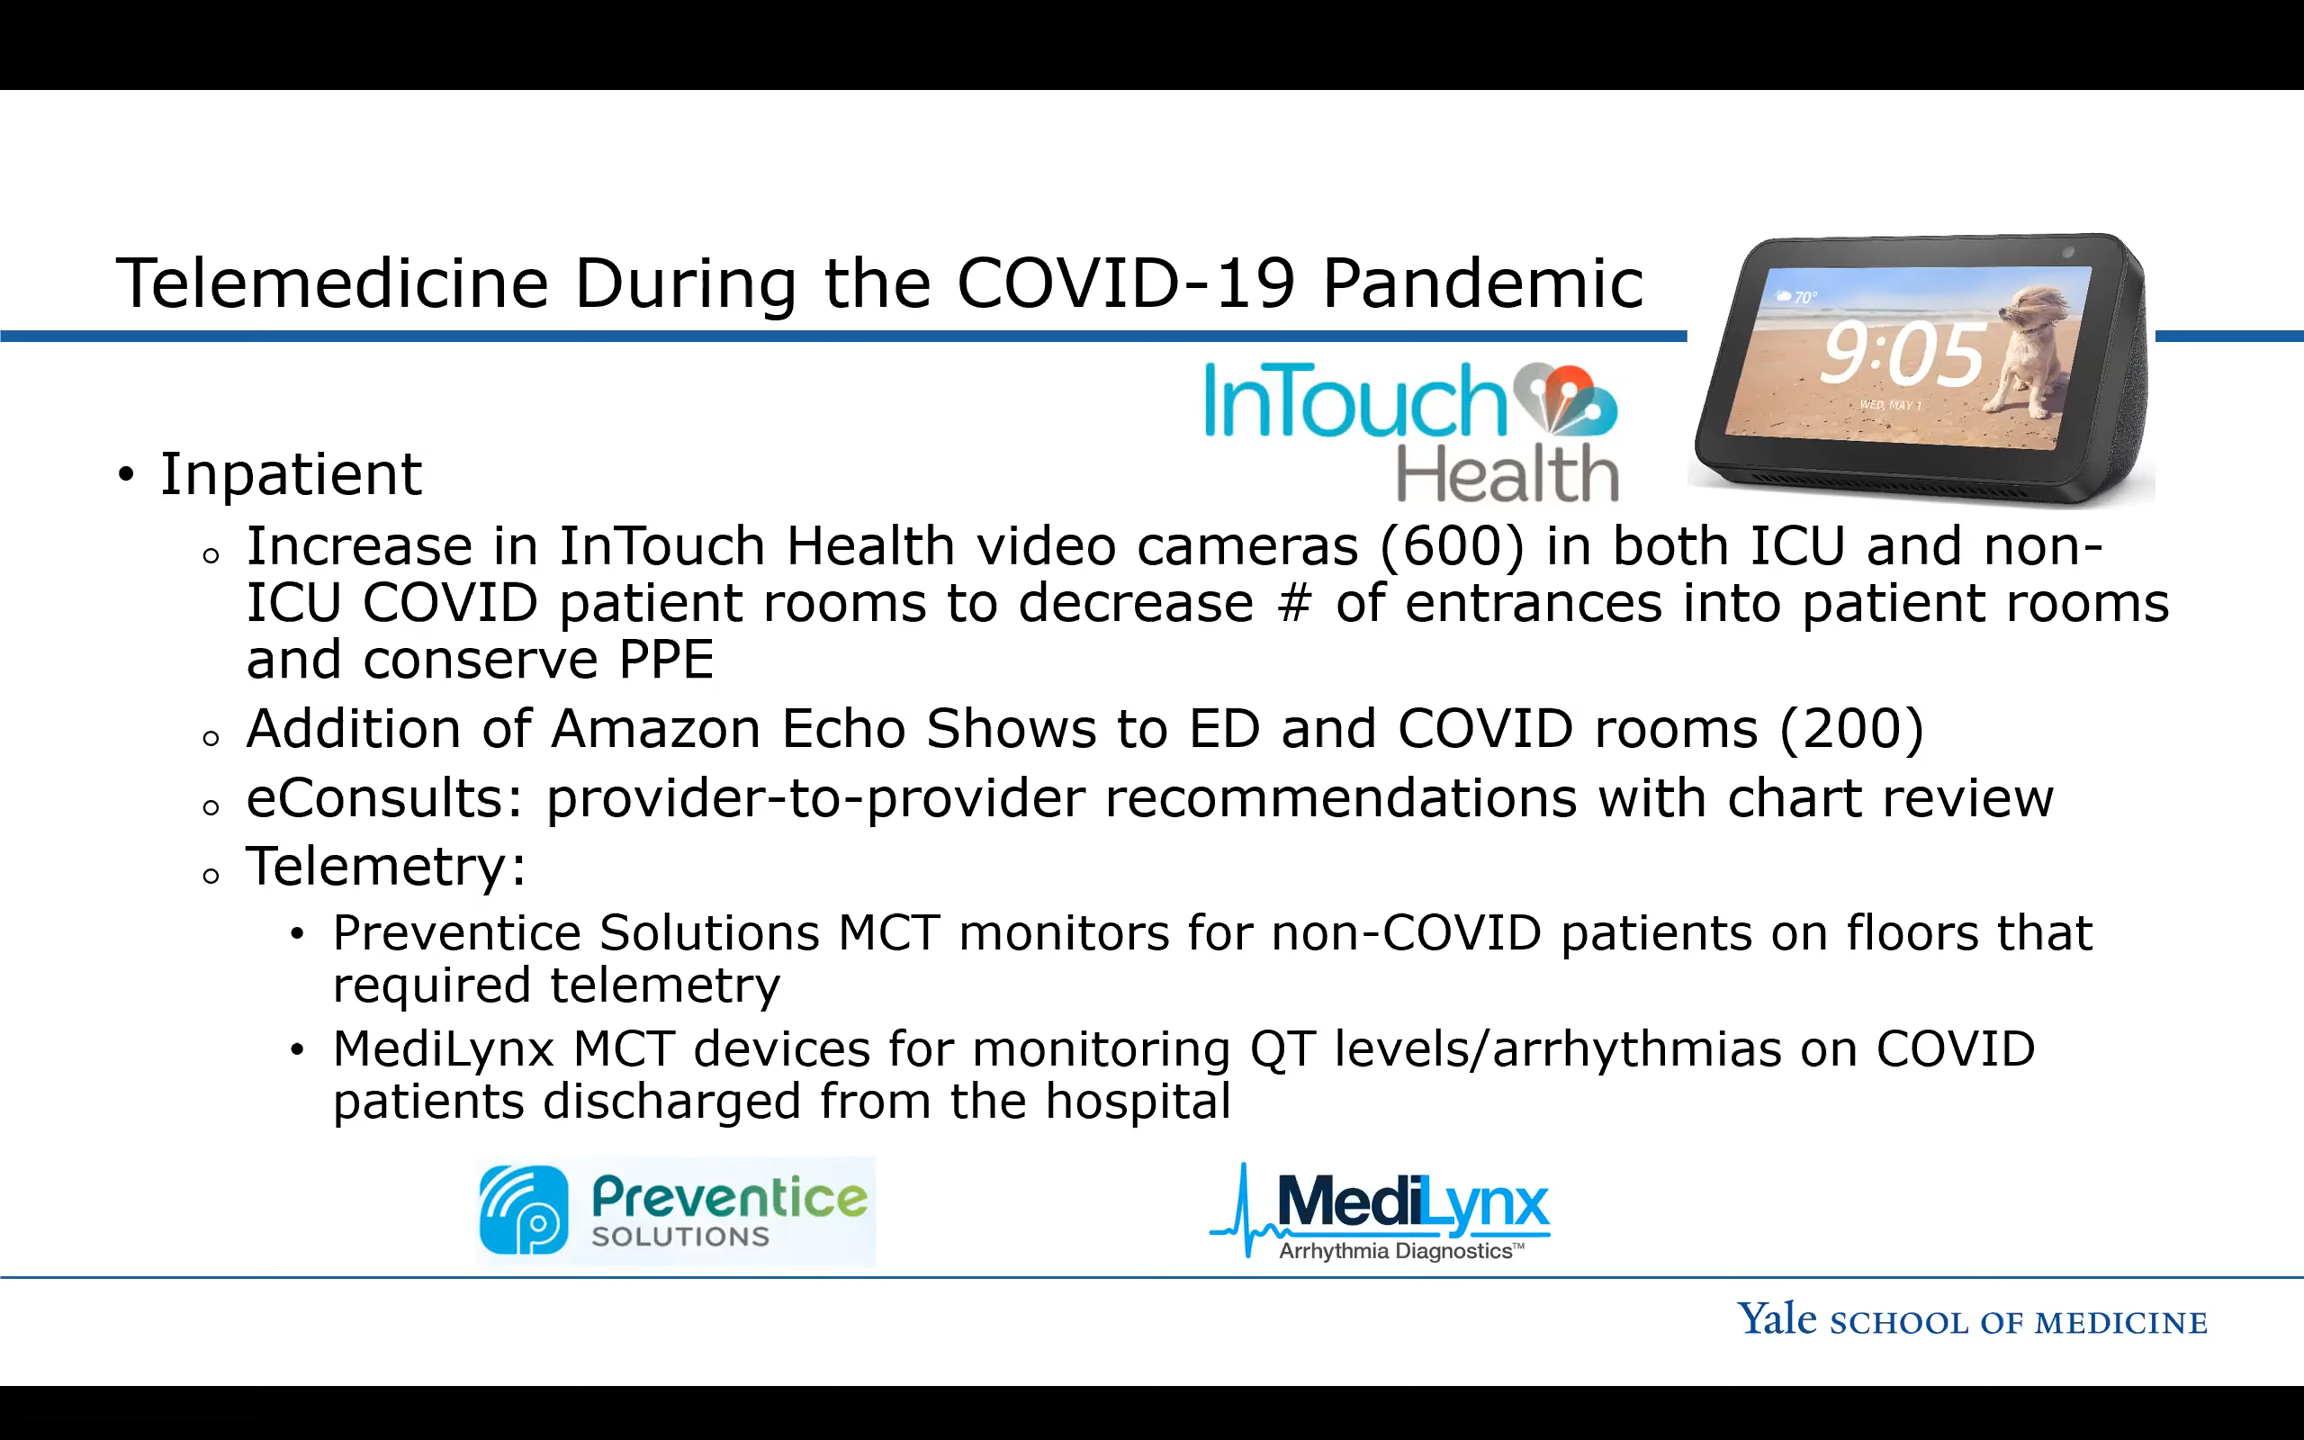 Telemedicine During the COVID-19 Pandemic
70°
9:05
WED, MAY 1
InTouch
Health
• Inpatient
○ Increase in InTouch Health video cameras (600) in both ICU and non-
ICU COVID patient rooms to decrease # of entrances into patient rooms
and conserve PPE
○ Addition of Amazon Echo Shows to ED and COVID rooms (200)
○ eConsults: provider-to-provider recommendations with chart review
○ Telemetry:
• Preventice Solutions MCT monitors for non-COVID patients on floors that
required telemetry
• MediLynx MCT devices for monitoring QT levels/arrhythmias on COVID
patients discharged from the hospital
Preventice
SOLUTIONS
MediLynx
Arrhythmia Diagnostics™
Yale SCHOOL OF MEDICINE